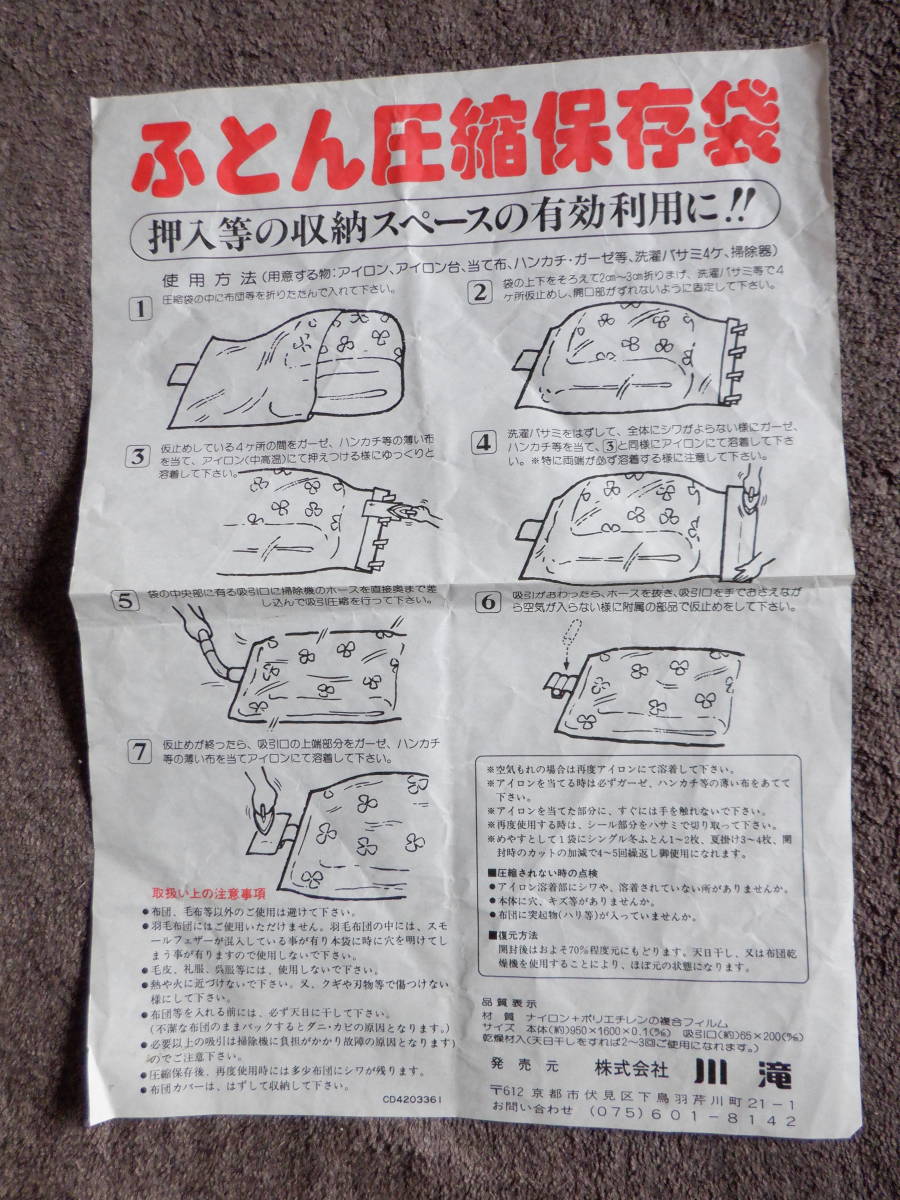 ふとん圧縮保存袋
押入等の収納スペースの有効利用に!!
使用方法(用意する物:アイロン、アイロン台、当て布、ハンカチ・ガーゼ等、洗濯バサミ4ケ、掃除器)
1
圧縮袋の中に布団等を折りたたんで入れて下さい。
2
袋の上下をそろえて2cm〜3cm折りまげ、洗濯バサミ等で4
ヶ所仮止めし、開口部がずれないように固定して下さい。
3
仮止めしている4ヶ所の間をガーゼ、ハンカチ等の薄い布
を当て、アイロン(中高温)にて押えつける様にゆっくりと
溶着して下さい。
4
洗濯バサミをはずして、全体にシワがよらない様にガーゼ、
ハンカチ等を当て、3と同様にアイロンにて溶着して下さ
い。※特に両端が必ず溶着する様に注意して下さい。
5
袋の中央部に有る吸引口に掃除機のホースを直接奥まで差
し込んで吸引圧縮を行って下さい。
6
吸引がおわったら、ホースを抜き、吸引口を手でおさえなが
ら空気が入らない様に附属の部品で仮止めをして下さい。
7
仮止めが終ったら、吸引口の上端部分をガーゼ、ハンカチ
等の薄い布を当てアイロンにて溶着して下さい。
※空気もれの場合は再度アイロンにて溶着して下さい。
※アイロンを当てる時は必ずガーゼ、ハンカチ等の薄い布をあてて
下さい。
※アイロンを当てた部分に、すぐには手を触れないで下さい。
※再度使用する時は、シール部分をハサミで切り取って下さい。
※めやすとして1袋にシングル冬ふとん1〜2枚、夏掛け3〜4枚、開
封時のカットの加減で4〜5回繰返し御使用になれます。
■圧縮されない時の点検
●アイロン溶着部にシワや、溶着されていない所がありませんか。
●本体に穴、キズ等がありませんか。
●布団に突起物(ハリ等)が入っていませんか。
■復元方法
開封後はおよそ70%程度元にもどります。天日干し、又は布団乾
燥機を使用することにより、ほぼ元の状態になります。
取扱い上の注意事項
●布団、毛布等以外のご使用は避けて下さい。
●羽毛布団にはご使用いただけません。羽毛布団の中には、スモ
ールフェザーが混入している事が有り本袋に時に穴を明けてし
まう事が有りますので使用しないで下さい。
●毛皮、礼服、呉服等には、使用しないで下さい。
●熱や火に近づけないで下さい。又、クギや刃物等で傷つけない
様にして下さい。
●布団等を入れる前には、必ず天日に干して下さい。
(不潔な布団のままパックするとダニ・カビの原因となります。)
●必要以上の吸引は掃除機に負担がかかり故障の原因となります)
のでご注意下さい。
●圧縮保存後、再度使用時には多少布団にシワが残ります。
●布団カバーは、はずして収納して下さい。
CD4203361
品質表示
材質 ナイロン+ポリエチレンの複合フィルム
サイズ 本体(約)950×1600×0.1(㎜) 吸引口(約)65×200(㎜)
乾燥材入(天日干しをすれば2〜3回ご使用になれます。)
発売元 株式会社 川滝
〒612 京都市伏見区下鳥羽芹川町21-1
お問い合わせ (075)601-8142